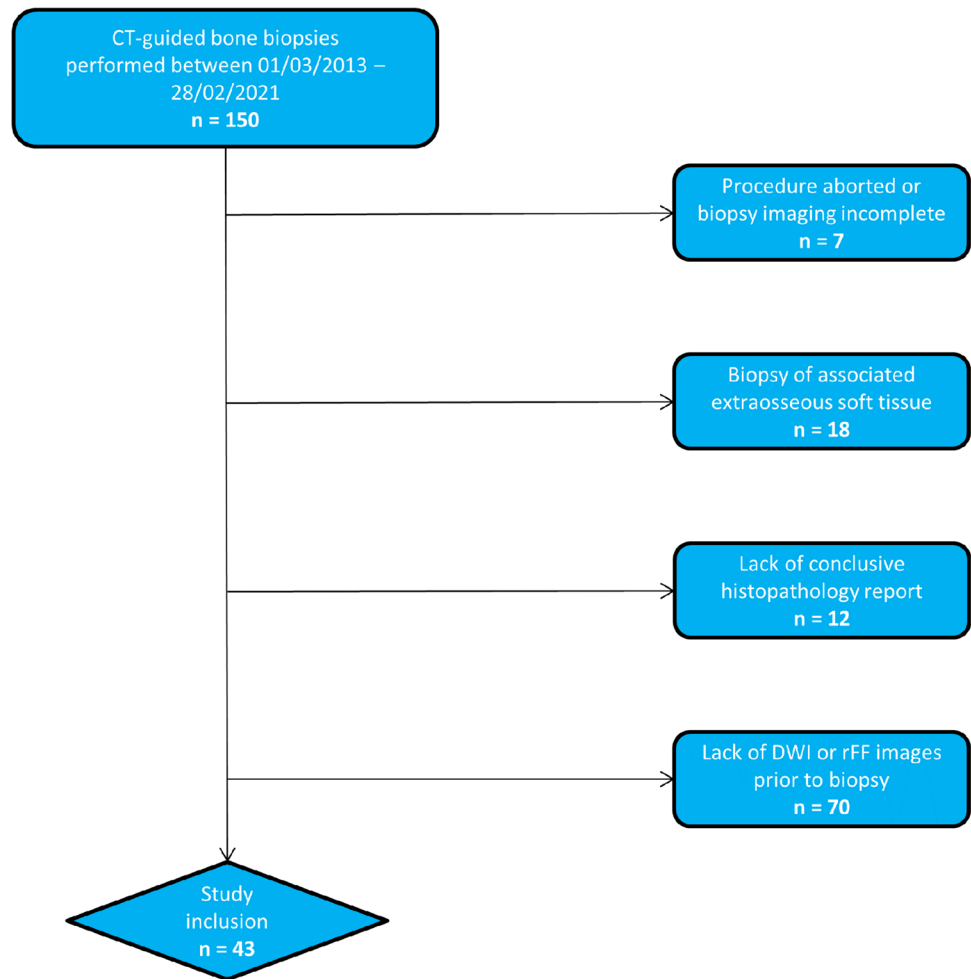 CT-guided bone biopsies
performed between 01/03/2013 –
28/02/2021
n = 150
Procedure aborted or
biopsy imaging incomplete
n = 7
Biopsy of associated
extraosseous soft tissue
n = 18
Lack of conclusive
histopathology report
n = 12
Lack of DWI or rFF images
prior to biopsy
n = 70
Study
inclusion
n = 43